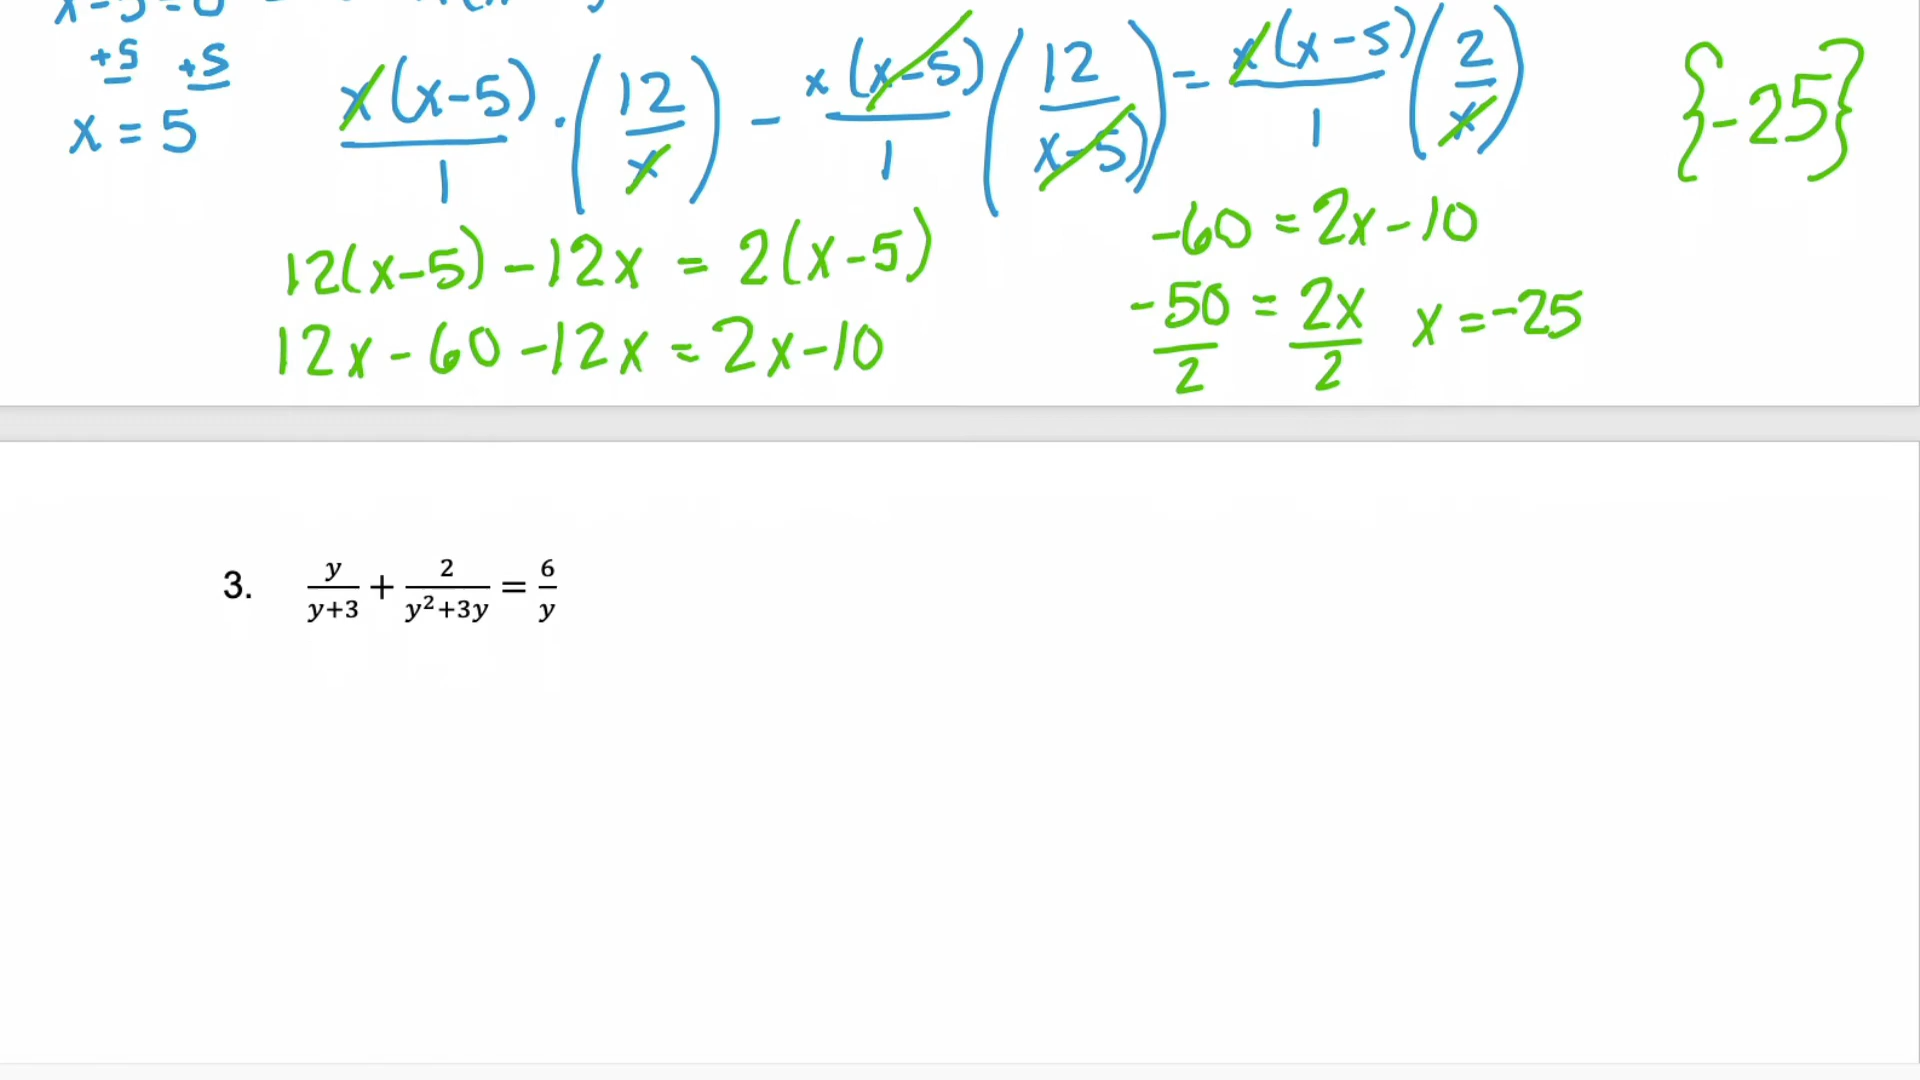 x-5=0
+5 +5
x = 5
x(x-5)/1 · (12/x) - x(x-5)/1 (12/(x-5)) = x(x-5)/1 (2/x)
{-25}
12(x-5) -12x = 2(x-5)
12x - 60 -12x = 2x-10
-60 = 2x-10
-50/2 = 2x/2 x = -25
3. y/(y+3) + 2/(y²+3y) = 6/y